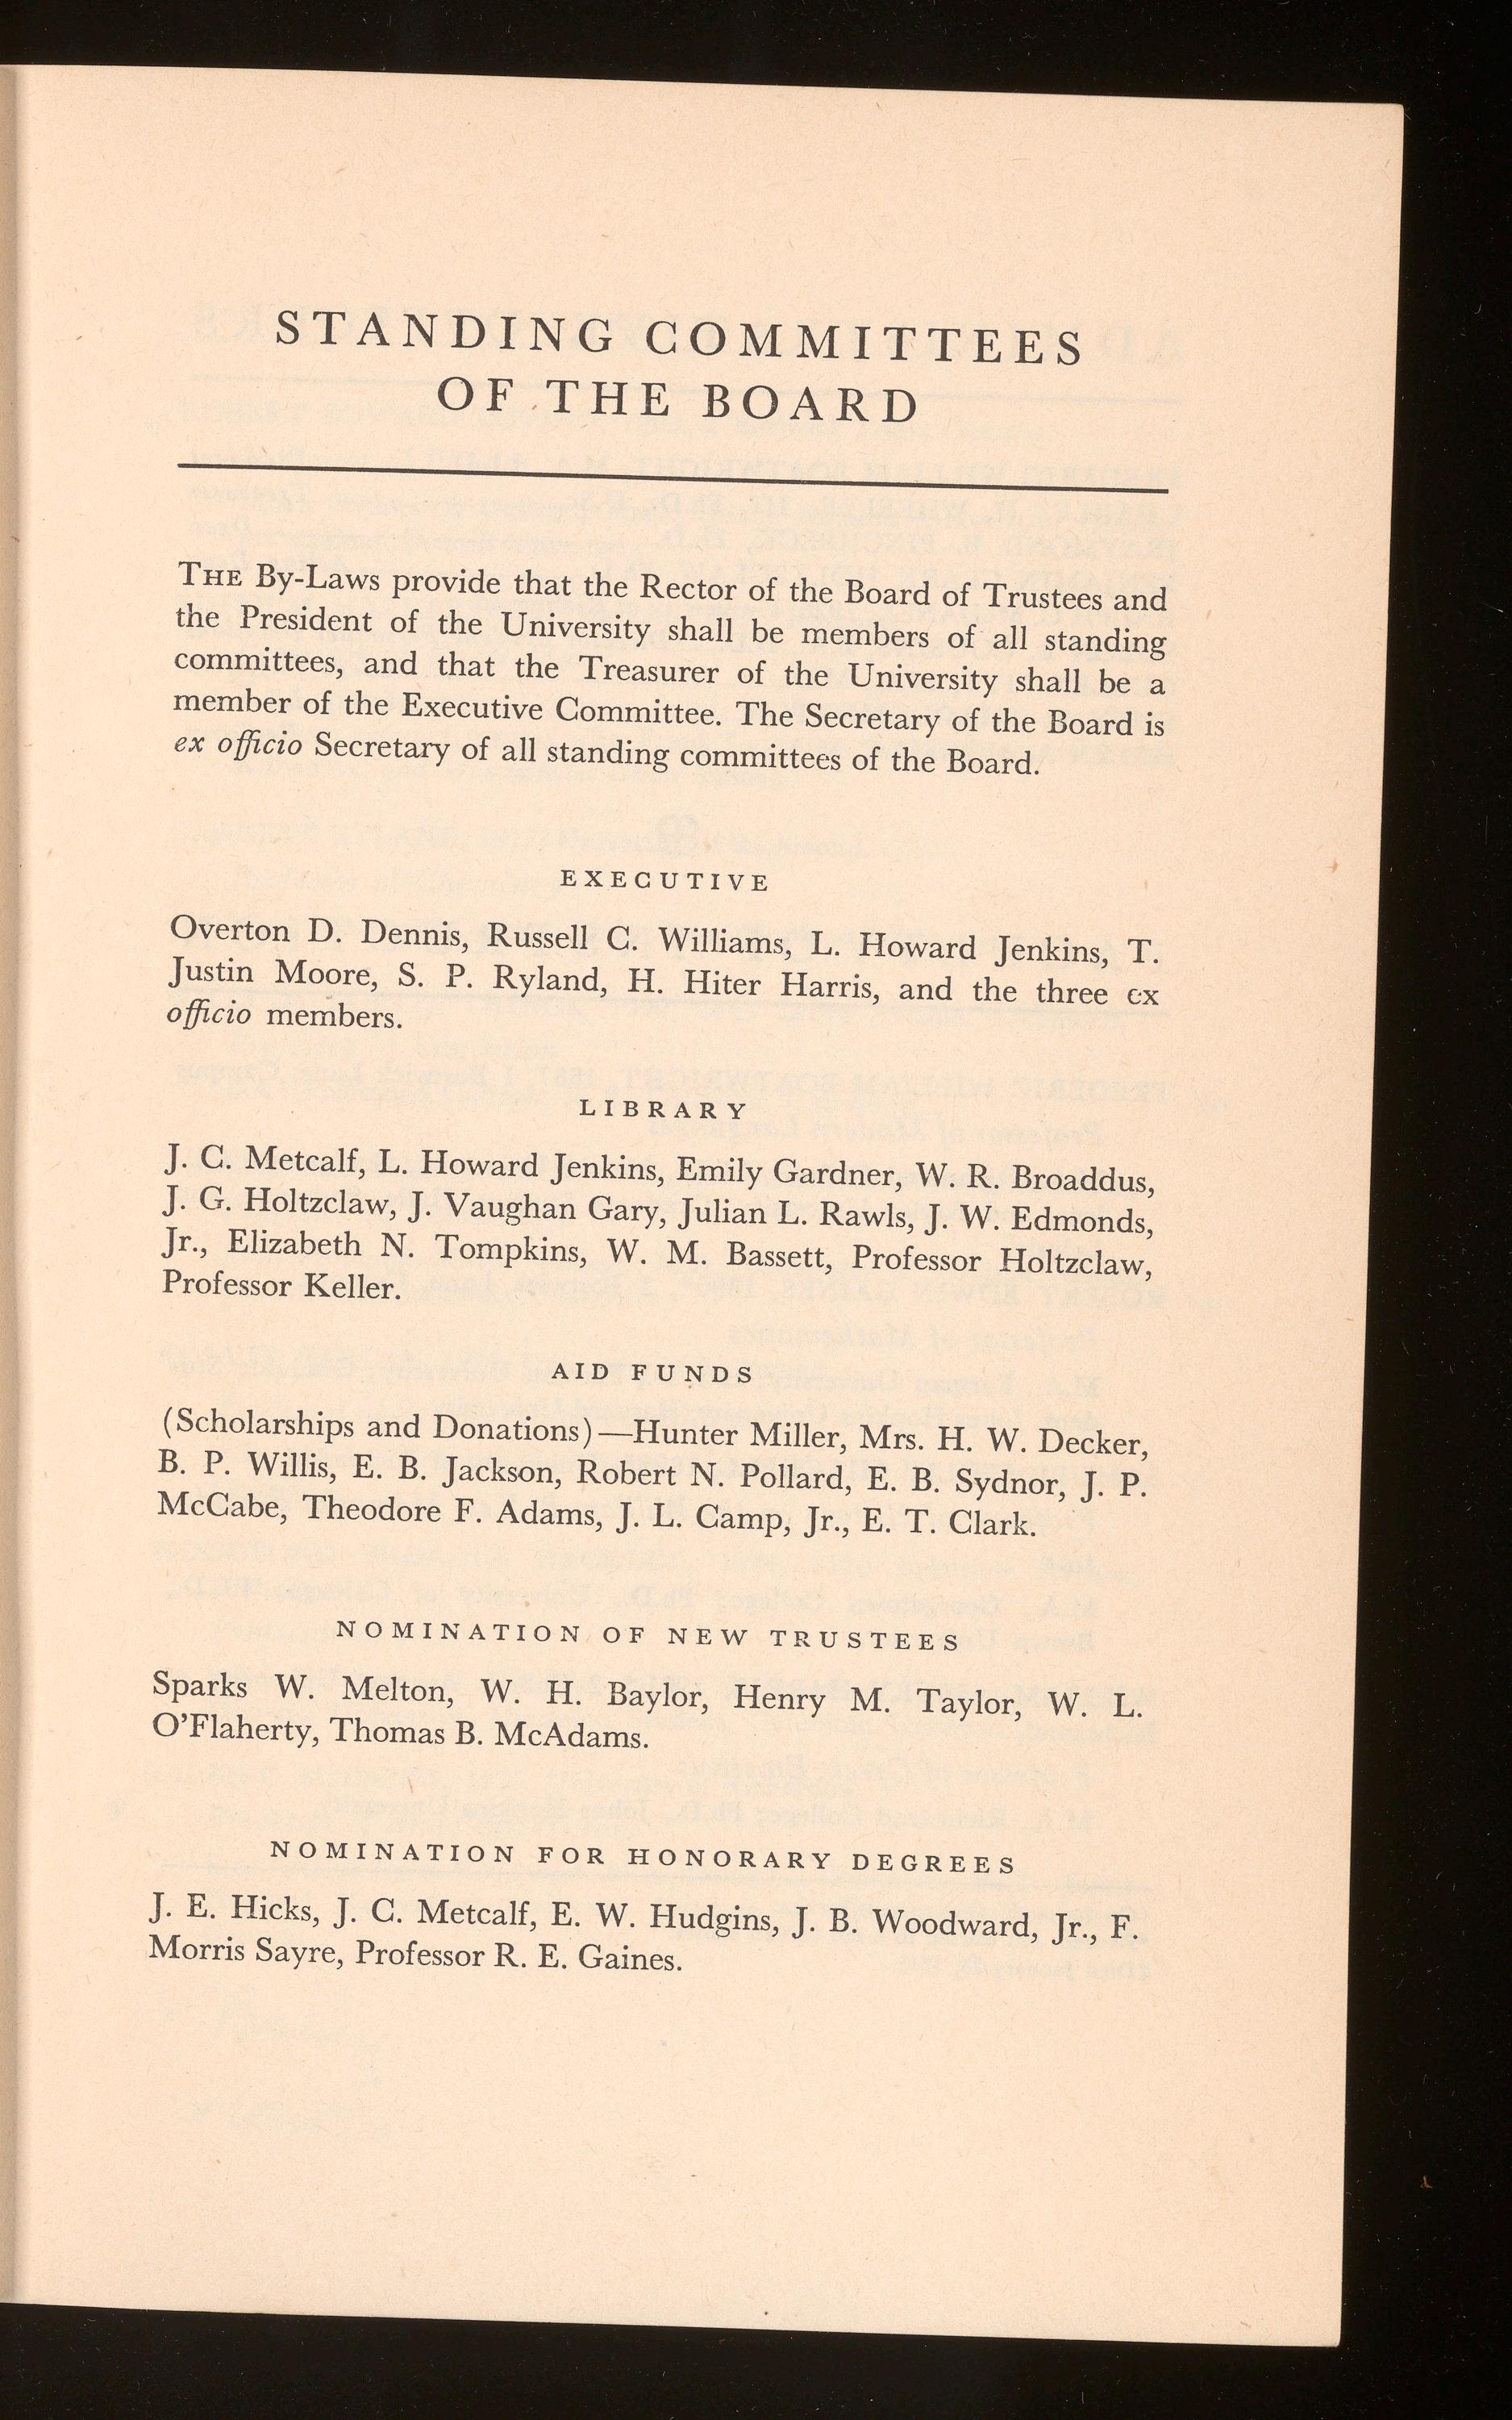 STANDING COMMITTEES
OF THE BOARD
THE By-Laws provide that the Rector of the Board of Trustees and
the President of the University shall be members of all standing
committees, and that the Treasurer of the University shall be a
member of the Executive Committee. The Secretary of the Board is
ex officio Secretary of all standing committees of the Board.
EXECUTIVE
Overton D. Dennis, Russell C. Williams, L. Howard Jenkins, T.
Justin Moore, S. P. Ryland, H. Hiter Harris, and the three ex
officio members.
LIBRARY
J. C. Metcalf, L. Howard Jenkins, Emily Gardner, W. R. Broaddus,
J. G. Holtzclaw, J. Vaughan Gary, Julian L. Rawls, J. W. Edmonds,
Jr., Elizabeth N. Tompkins, W. M. Bassett, Professor Holtzclaw,
Professor Keller.
AID FUNDS
(Scholarships and Donations)—Hunter Miller, Mrs. H. W. Decker,
B. P. Willis, E. B. Jackson, Robert N. Pollard, E. B. Sydnor, J. P.
McCabe, Theodore F. Adams, J. L. Camp, Jr., E. T. Clark.
NOMINATION OF NEW TRUSTEES
Sparks W. Melton, W. H. Baylor, Henry M. Taylor, W. L.
O'Flaherty, Thomas B. McAdams.
NOMINATION FOR HONORARY DEGREES
J. E. Hicks, J. C. Metcalf, E. W. Hudgins, J. B. Woodward, Jr., F.
Morris Sayre, Professor R. E. Gaines.